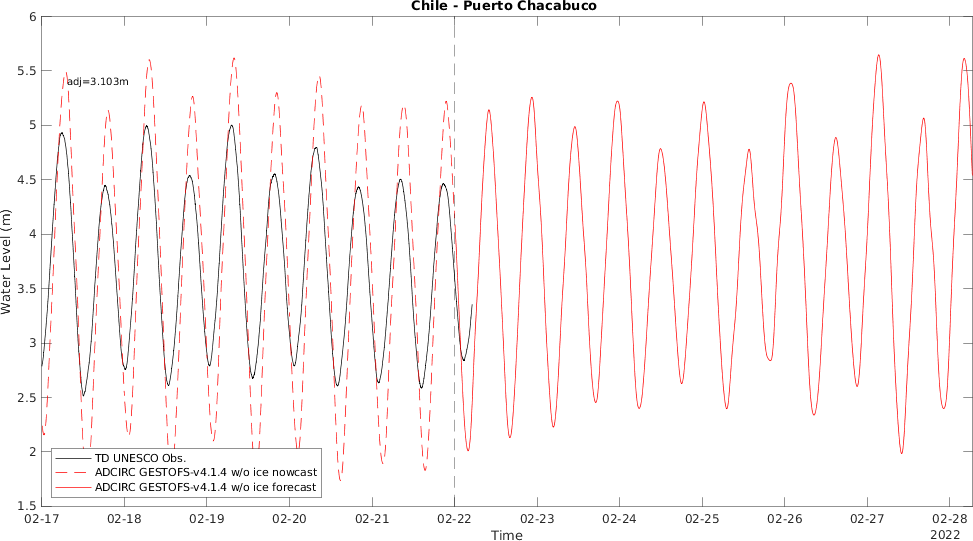 Chile - Puerto Chacabuco
6
5.5
5
4.5
4
3.5
3
2.5
2
1.5
Water Level (m)
adj=3.103m
TD UNESCO Obs.
ADCIRC GESTOFS-v4.1.4 w/o ice nowcast
ADCIRC GESTOFS-v4.1.4 w/o ice forecast
02-17 02-18 02-19 02-20 02-21 02-22 02-23 02-24 02-25 02-26 02-27 02-28
2022
Time